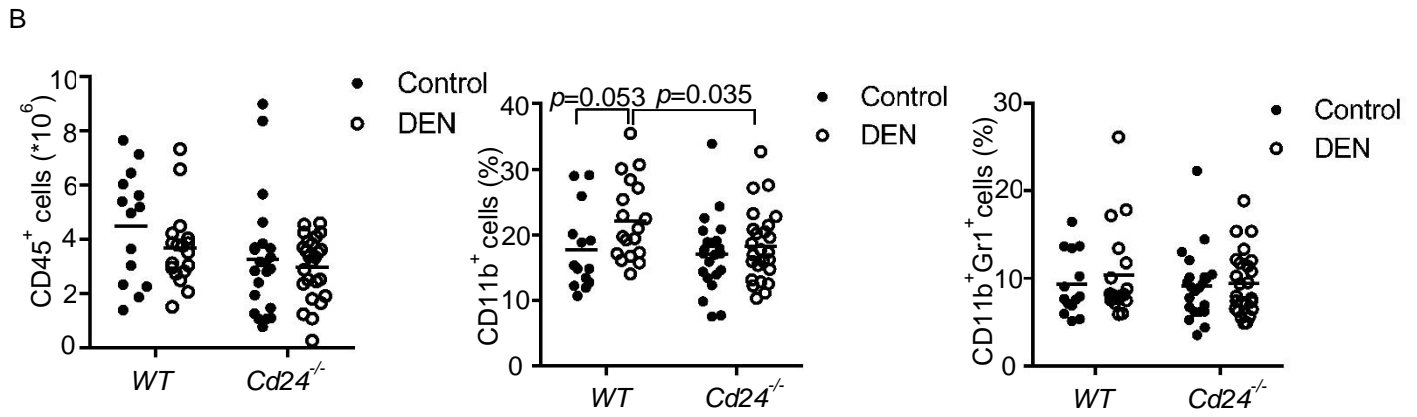 B
CD45+ cells (*10^6)
10
8
6
4
2
0
WT
Cd24-/-
Control
DEN
CD11b+ cells (%)
40
30
20
10
0
p=0.053
p=0.035
WT
Cd24-/-
Control
DEN
CD11b+Gr1+ cells (%)
30
20
10
0
WT
Cd24-/-
Control
DEN